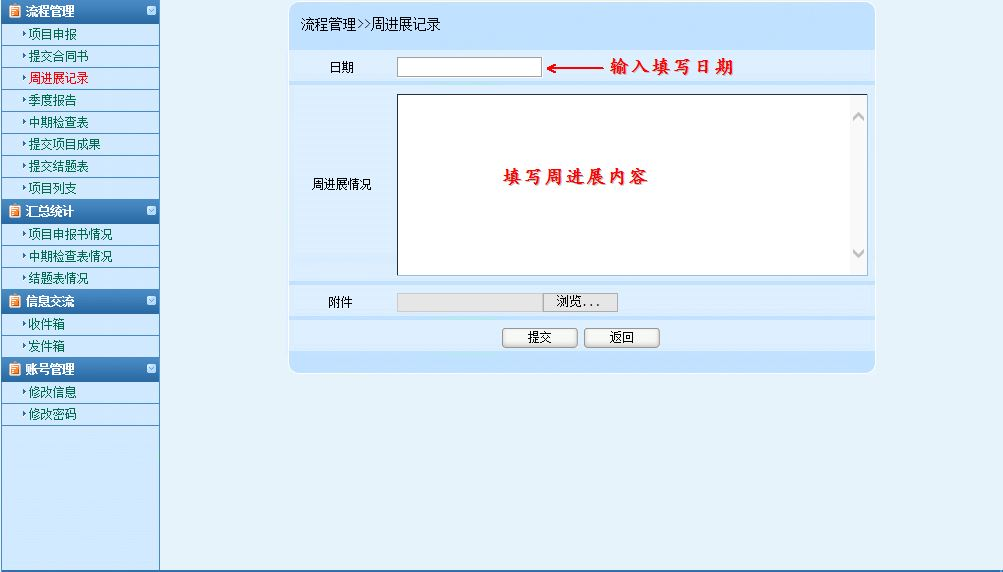 流程管理
项目申报
提交合同书
周进展记录
季度报告
中期检查表
提交项目成果
提交结题表
项目列支
汇总统计
项目申报书情况
中期检查表情况
结题表情况
信息交流
收件箱
发件箱
账号管理
修改信息
修改密码
流程管理>>周进展记录
日期
输入填写日期
周进展情况
填写周进展内容
附件 浏览...
提交 返回